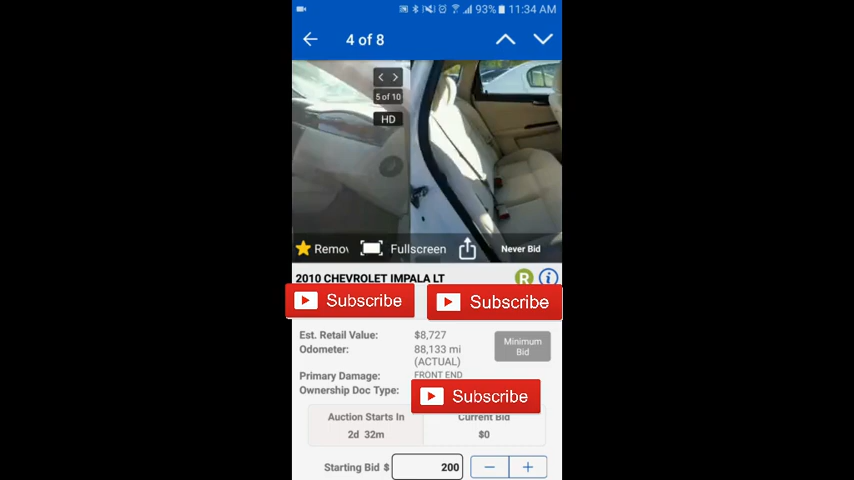 93% 11:34 AM
4 of 8
5 of 10
HD
Remov Fullscreen Never Bid
2010 CHEVROLET IMPALA LT R i
Subscribe Subscribe
Est. Retail Value: $8,727
Odometer: 88,133 mi
(ACTUAL)
Minimum
Bid
Primary Damage: FRONT END
Ownership Doc Type:
Subscribe
Auction Starts In Current Bid
2d 32m $0
Starting Bid $ 200 − +